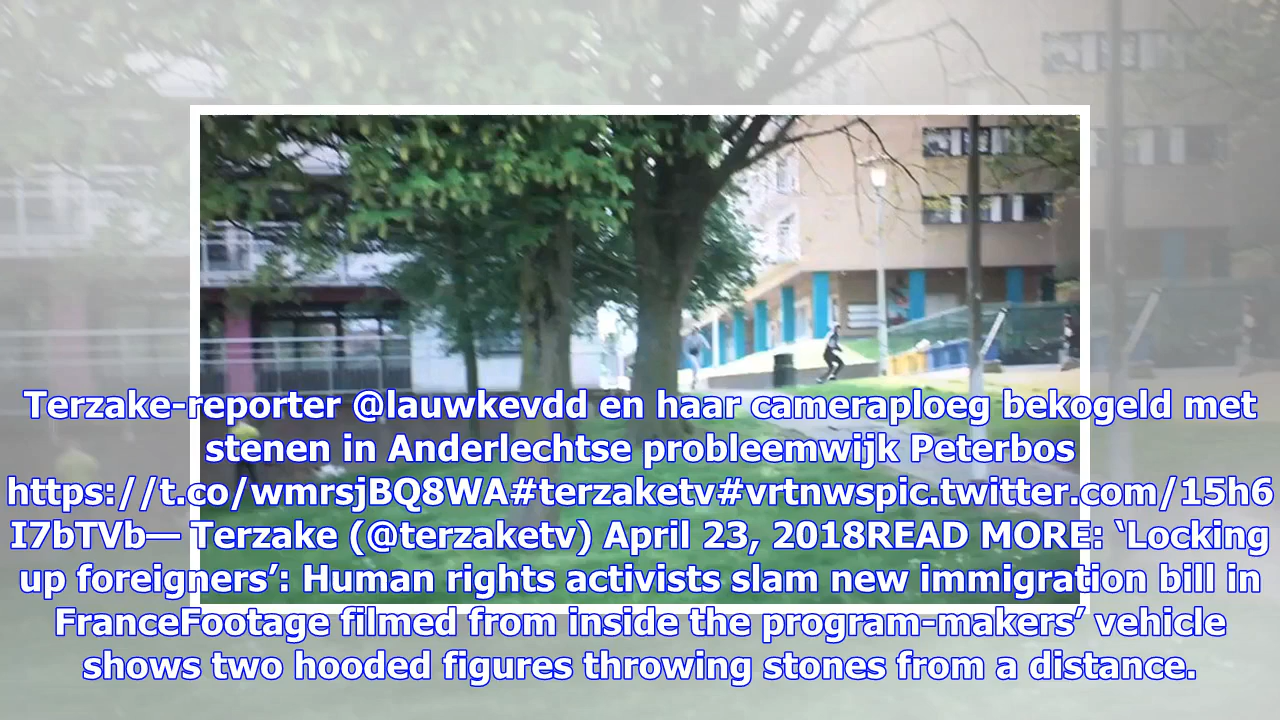 Terzake-reporter @lauwkevdd en haar cameraploeg bekogeld met
stenen in Anderlechtse probleemwijk Peterbos
https://t.co/wmrsjBQ8WA#terzaketv#vrtnwspic.twitter.com/15h6
I7bTVb— Terzake (@terzaketv) April 23, 2018READ MORE: ‘Locking
up foreigners’: Human rights activists slam new immigration bill in
FranceFootage filmed from inside the program-makers’ vehicle
shows two hooded figures throwing stones from a distance.